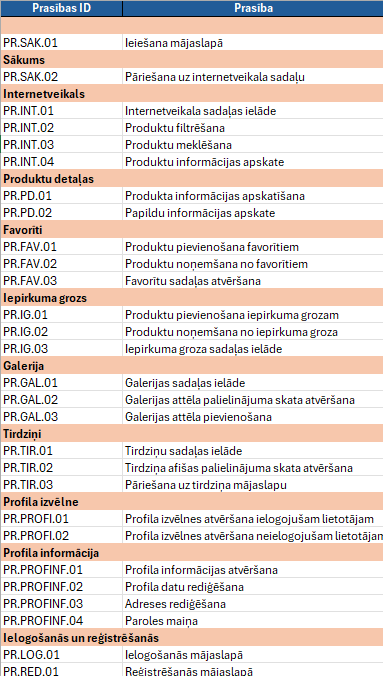 Prasības ID Prasība
PR.SAK.01 Ieiešana mājaslapā
Sākums
PR.SAK.02 Pāriešana uz internetveikala sadaļu
Internetveikals
PR.INT.01 Internetveikala sadaļas ielāde
PR.INT.02 Produktu filtrēšana
PR.INT.03 Produktu meklēšana
PR.INT.04 Produktu informācijas apskate
Produktu detaļas
PR.PD.01 Produkta informācijas apskatīšana
PR.PD.02 Papildu informācijas apskate
Favorīti
PR.FAV.01 Produktu pievienošana favorītiem
PR.FAV.02 Produktu noņemšana no favorītiem
PR.FAV.03 Favorītu sadaļas atvēršana
Iepirkuma grozs
PR.IG.01 Produktu pievienošana iepirkuma grozam
PR.IG.02 Produktu noņemšana no iepirkuma groza
PR.IG.03 Iepirkuma groza sadaļas ielāde
Galerija
PR.GAL.01 Galerijas sadaļas ielāde
PR.GAL.02 Galerijas attēla palielinājuma skata atvēršana
PR.GAL.03 Galerijas attēla pievienošana
Tirdziņi
PR.TIR.01 Tirdziņu sadaļas ielāde
PR.TIR.02 Tirdziņa afišas palielinājuma skata atvēršana
PR.TIR.03 Pāriešana uz tirdziņa mājaslapu
Profila izvēlne
PR.PROFI.01 Profila izvēlnes atvēršana ielogojušam lietotājam
PR.PROFI.02 Profila izvēlnes atvēršana neielogojušam lietotājam
Profila informācija
PR.PROFINF.01 Profila informācijas atvēršana
PR.PROFINF.02 Profila datu rediģēšana
PR.PROFINF.03 Adreses rediģēšana
PR.PROFINF.04 Paroles maiņa
Ielogošanās un reģistrēšanās
PR.LOG.01 Ielogošanās mājaslapā
PR.RED.01 Reģistrēšanās mājaslapā